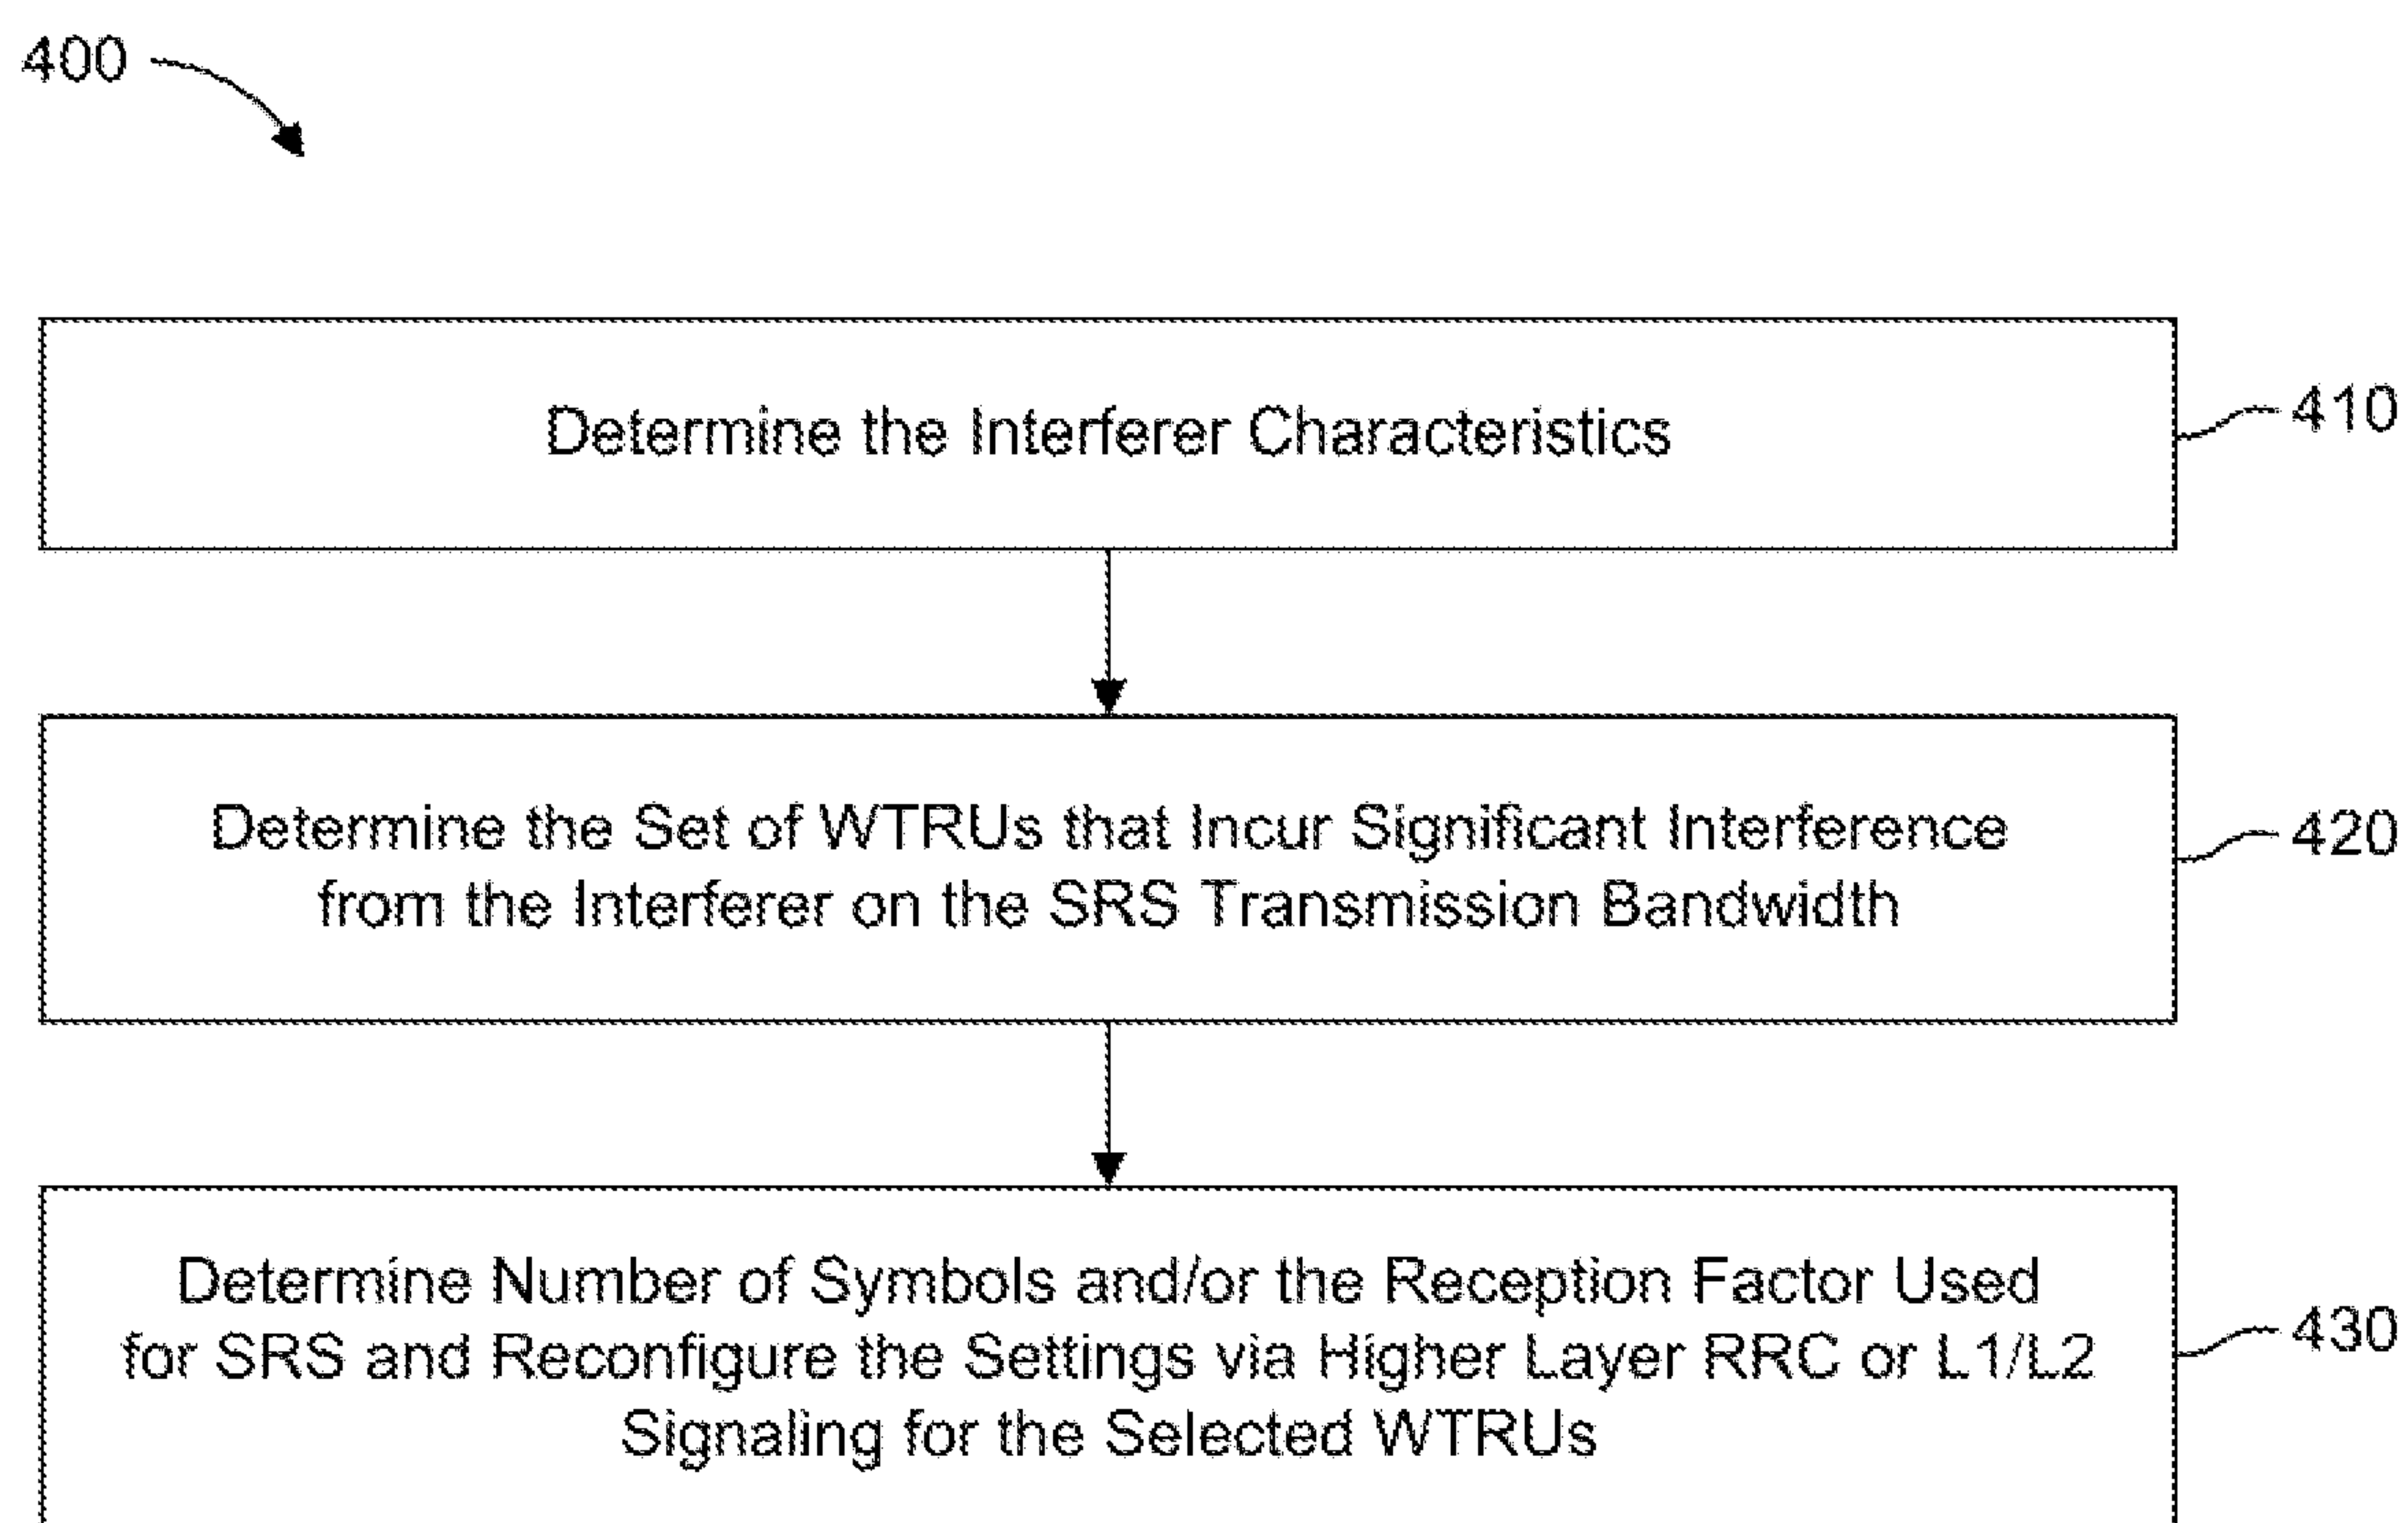 400
Determine the Interferer Characteristics
410
Determine the Set of WTRUs that Incur Significant Interference
from the Interferer on the SRS Transmission Bandwidth
420
Determine Number of Symbols and/or the Reception Factor Used
for SRS and Reconfigure the Settings via Higher Layer RRC or L1/L2
Signaling for the Selected WTRUs
430